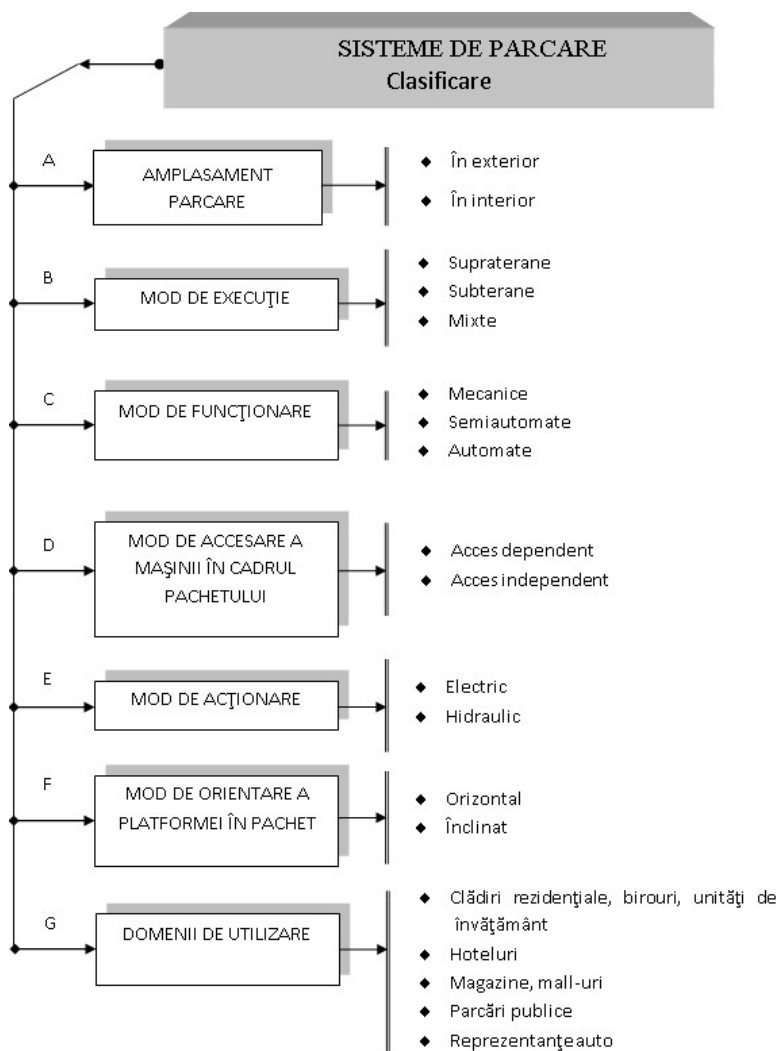 SISTEME DE PARCARE
Clasificare
A
AMPLASAMENT
PARCARE
În exterior
În interior
B
MOD DE EXECUŢIE
Supraterane
Subterane
Mixte
C
MOD DE FUNCŢIONARE
Mecanice
Semiautomate
Automate
D
MOD DE ACCESARE A
MAŞINII ÎN CADRUL
PACHETULUI
Acces dependent
Acces independent
E
MOD DE ACŢIONARE
Electric
Hidraulic
F
MOD DE ORIENTARE A
PLATFORMEI ÎN PACHET
Orizontal
Înclinat
G
DOMENII DE UTILIZARE
Clădiri rezidenţiale, birouri, unităţi de
învăţământ
Hoteluri
Magazine, mall-uri
Parcări publice
Reprezentanţe auto